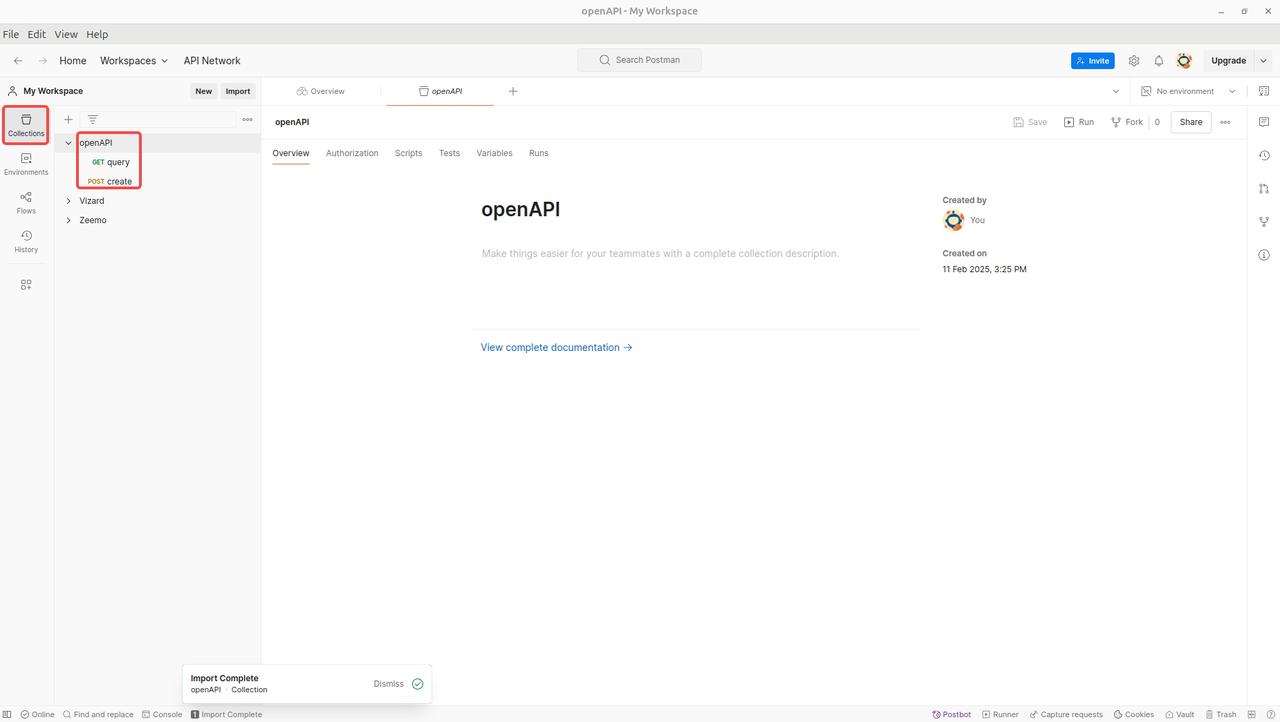 openAPI - My Workspace
File Edit View Help
Home Workspaces API Network Search Postman Invite Upgrade
My Workspace New Import Overview openAPI No environment
Collections
openAPI Save Run Fork 0 Share
openAPI
GET query
POST create
Vizard
Zeemo
Environments
Flows
History
Overview Authorization Scripts Tests Variables Runs
openAPI
Make things easier for your teammates with a complete collection description.
View complete documentation →
Created by
You
Created on
11 Feb 2025, 3:25 PM
Import Complete
openAPI · Collection
Dismiss
Online Find and replace Console 1 Import Complete Postbot Runner Capture requests Cookies Vault Trash